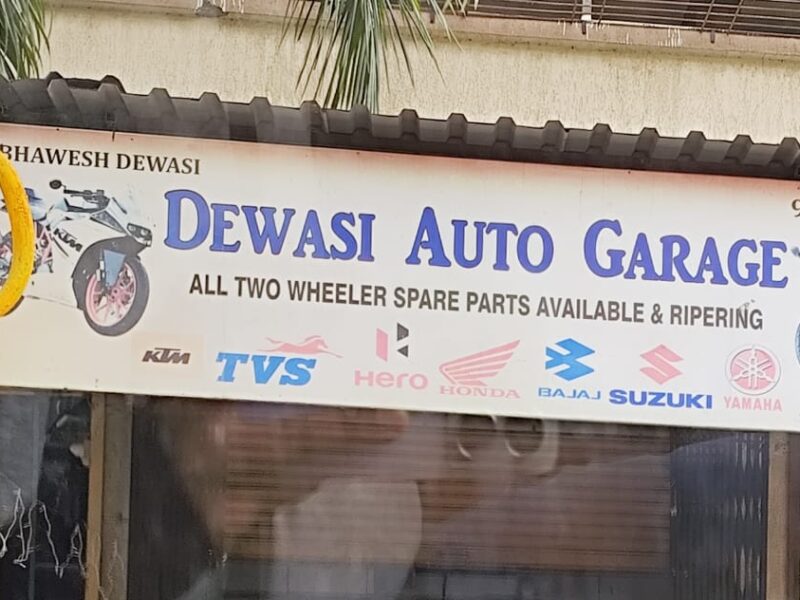 BHAWESH DEWASI
KTM
DEWASI AUTO GARAGE
ALL TWO WHEELER SPARE PARTS AVAILABLE & RIPERING
KTM TVS Hero HONDA BAJAJ SUZUKI YAMAHA